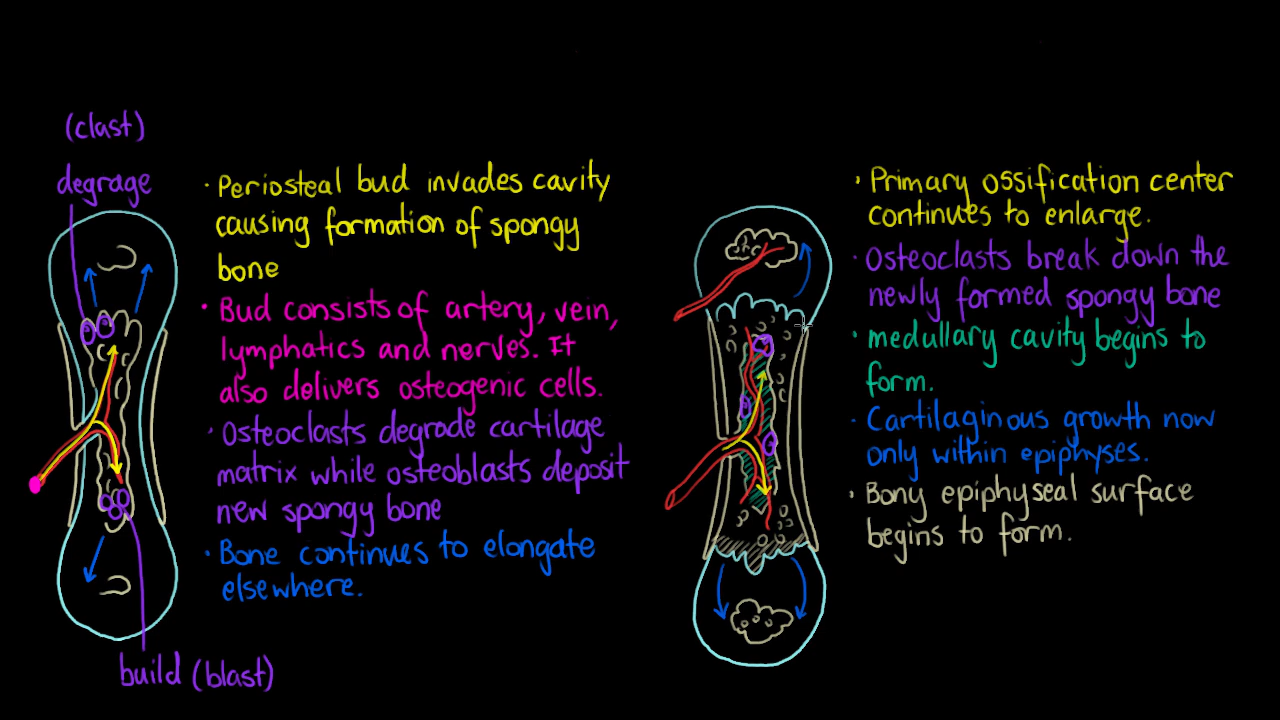 (clast)
degrage
· Periosteal bud invades cavity
causing formation of spongy
bone
· Bud consists of artery, vein,
lymphatics and nerves. It
also delivers osteogenic cells.
· Osteoclasts degrade cartilage
matrix while osteoblasts deposit
new spongy bone
· Bone continues to elongate
elsewhere.
build (blast)
· Primary ossification center
continues to enlarge.
· Osteoclasts break down the
newly formed spongy bone
· medullary cavity begins to
form.
· Cartilaginous growth now
only within epiphyses.
· Bony epiphyseal surface
begins to form.